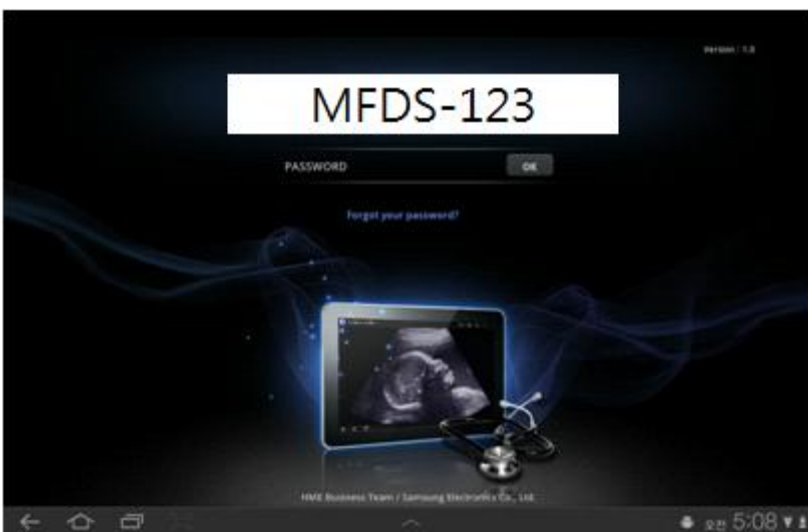 Version : 1.0
MFDS-123
PASSWORD
OK
Forgot your password?
HME Business Team / Samsung Electronics Co., Ltd.
오전 5:08